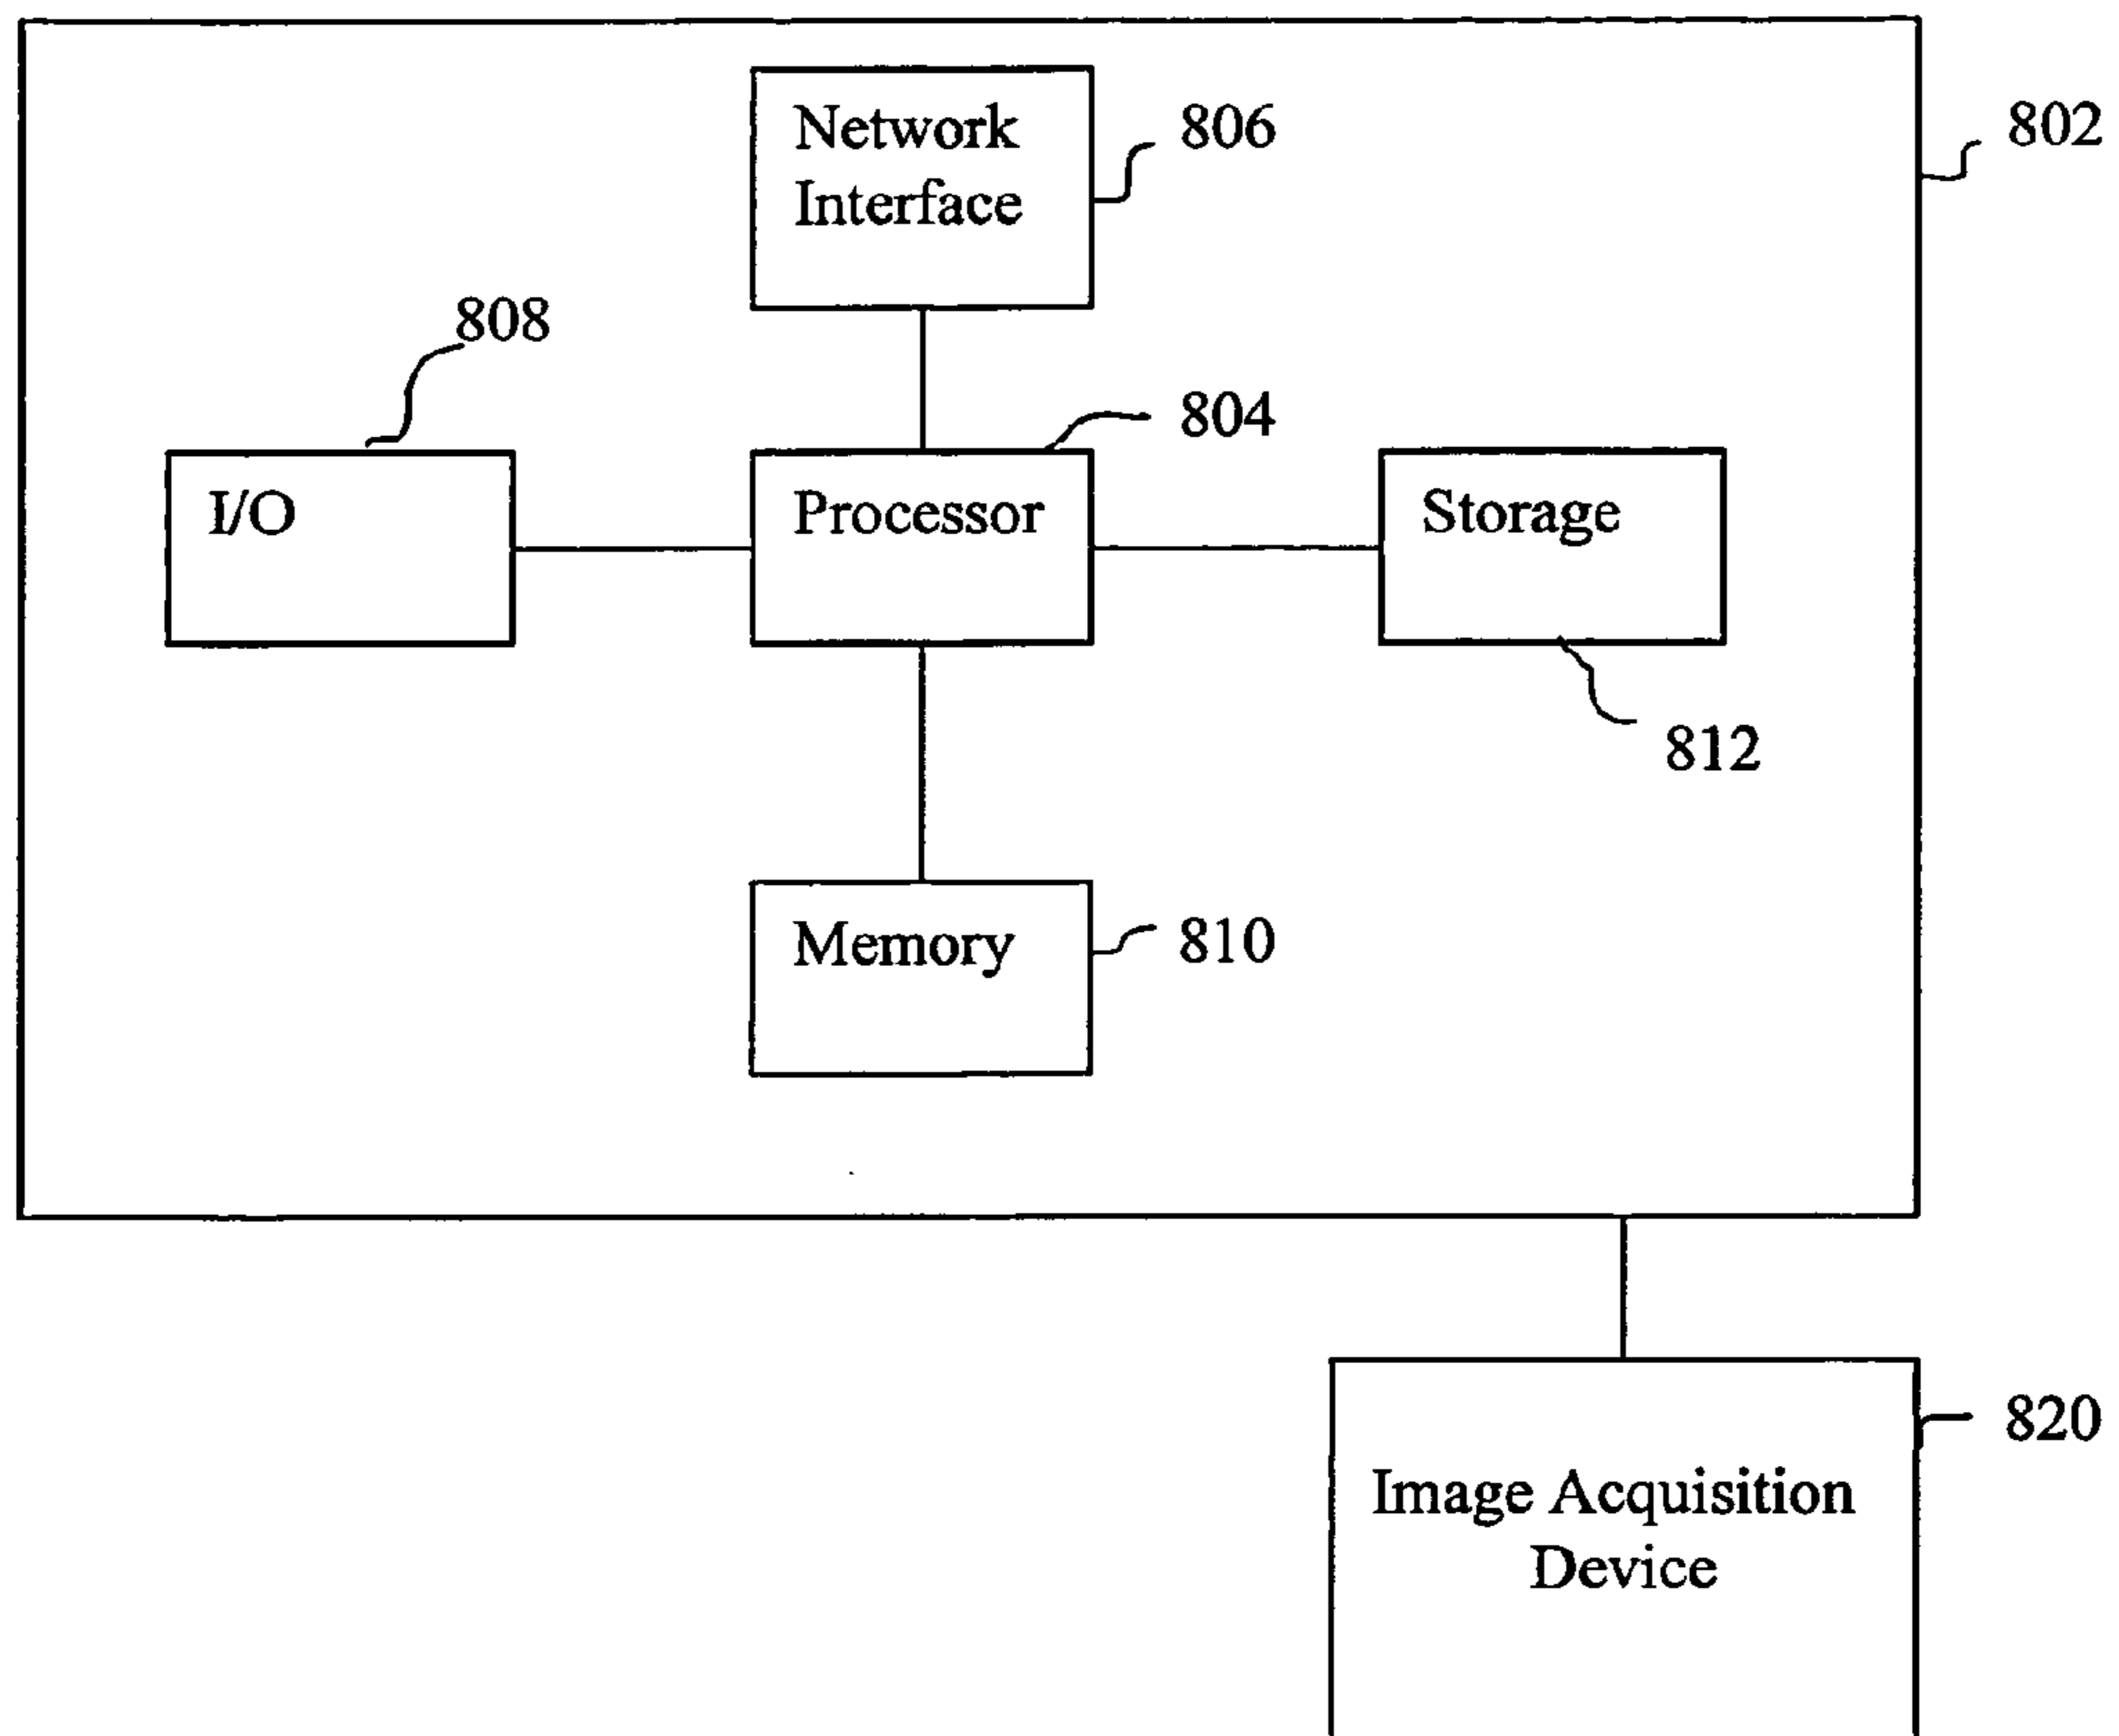 Network
Interface
806
802
808
804
I/O
Processor
Storage
812
Memory
810
820
Image Acquisition
Device